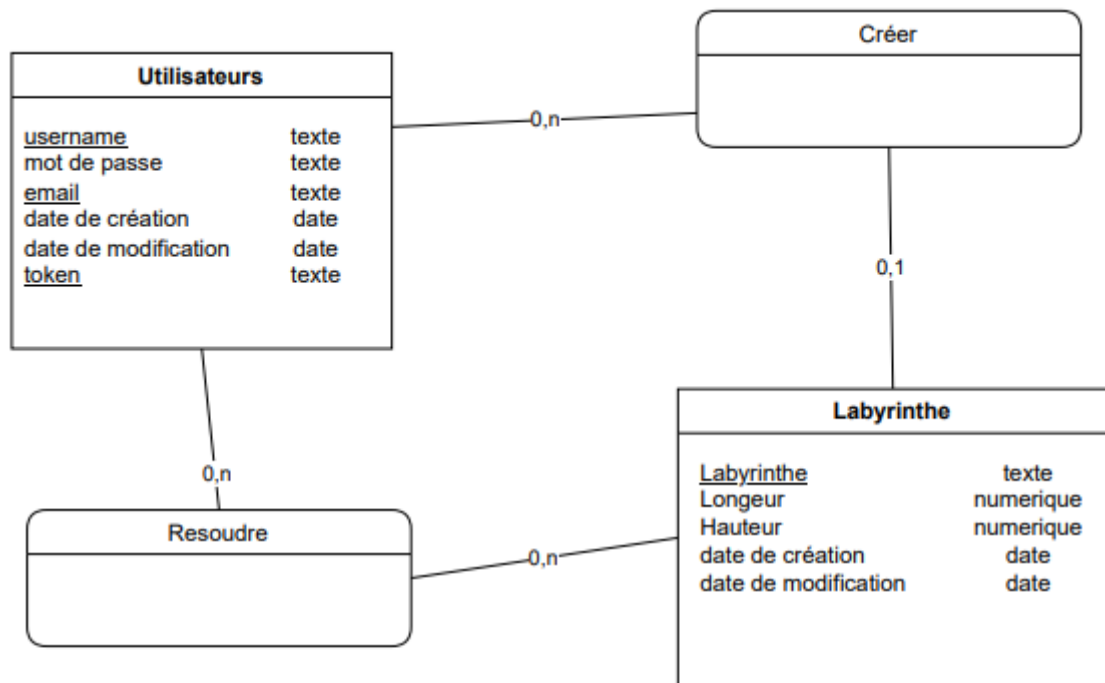 Créer
Utilisateurs
username texte
mot de passe texte
email texte
date de création date
date de modification date
token texte
0,n
0,1
0,n
Resoudre
0,n
Labyrinthe
Labyrinthe texte
Longeur numerique
Hauteur numerique
date de création date
date de modification date